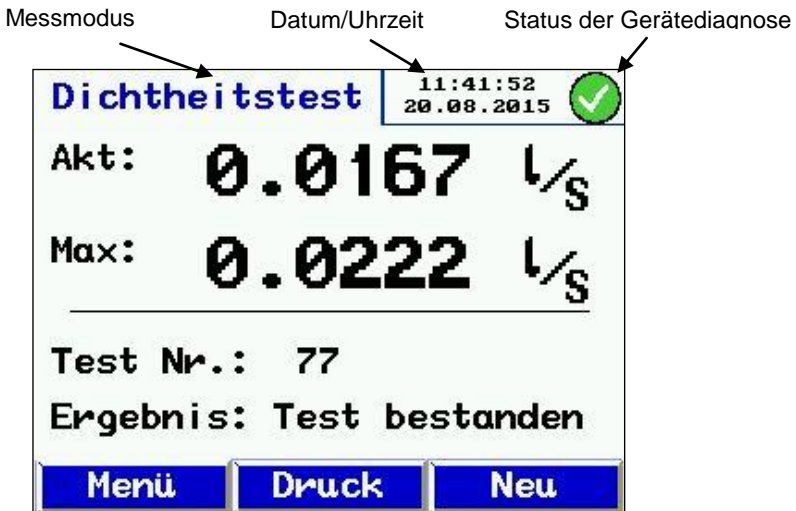 Messmodus Datum/Uhrzeit Status der Gerätediagnose
Dichtheitstest 11:41:52
20.08.2015
Akt: 0.0167 l/s
Max: 0.0222 l/s
Test Nr.: 77
Ergebnis: Test bestanden
Menü Druck Neu